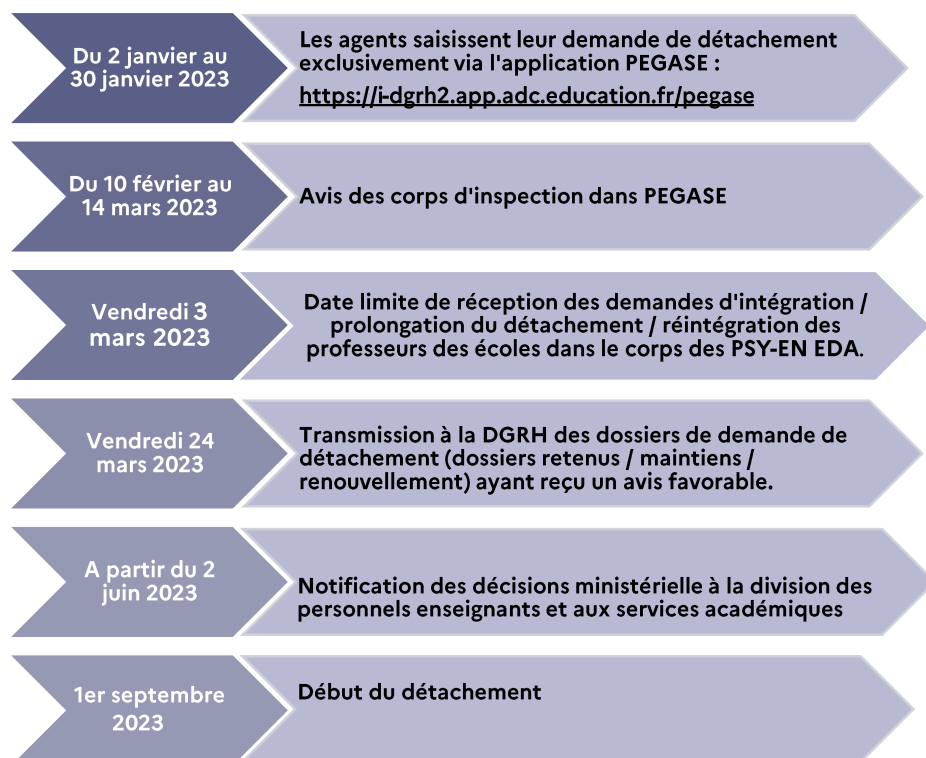 Du 2 janvier au
30 janvier 2023
Les agents saisissent leur demande de détachement
exclusivement via l'application PEGASE :
https://i-dgrh2.app.adc.education.fr/pegase
Du 10 février au
14 mars 2023
Avis des corps d'inspection dans PEGASE
Vendredi 3
mars 2023
Date limite de réception des demandes d'intégration /
prolongation du détachement / réintégration des
professeurs des écoles dans le corps des PSY-EN EDA.
Vendredi 24
mars 2023
Transmission à la DGRH des dossiers de demande de
détachement (dossiers retenus / maintiens /
renouvellement) ayant reçu un avis favorable.
A partir du 2
juin 2023
Notification des décisions ministérielle à la division des
personnels enseignants et aux services académiques
1er septembre
2023
Début du détachement